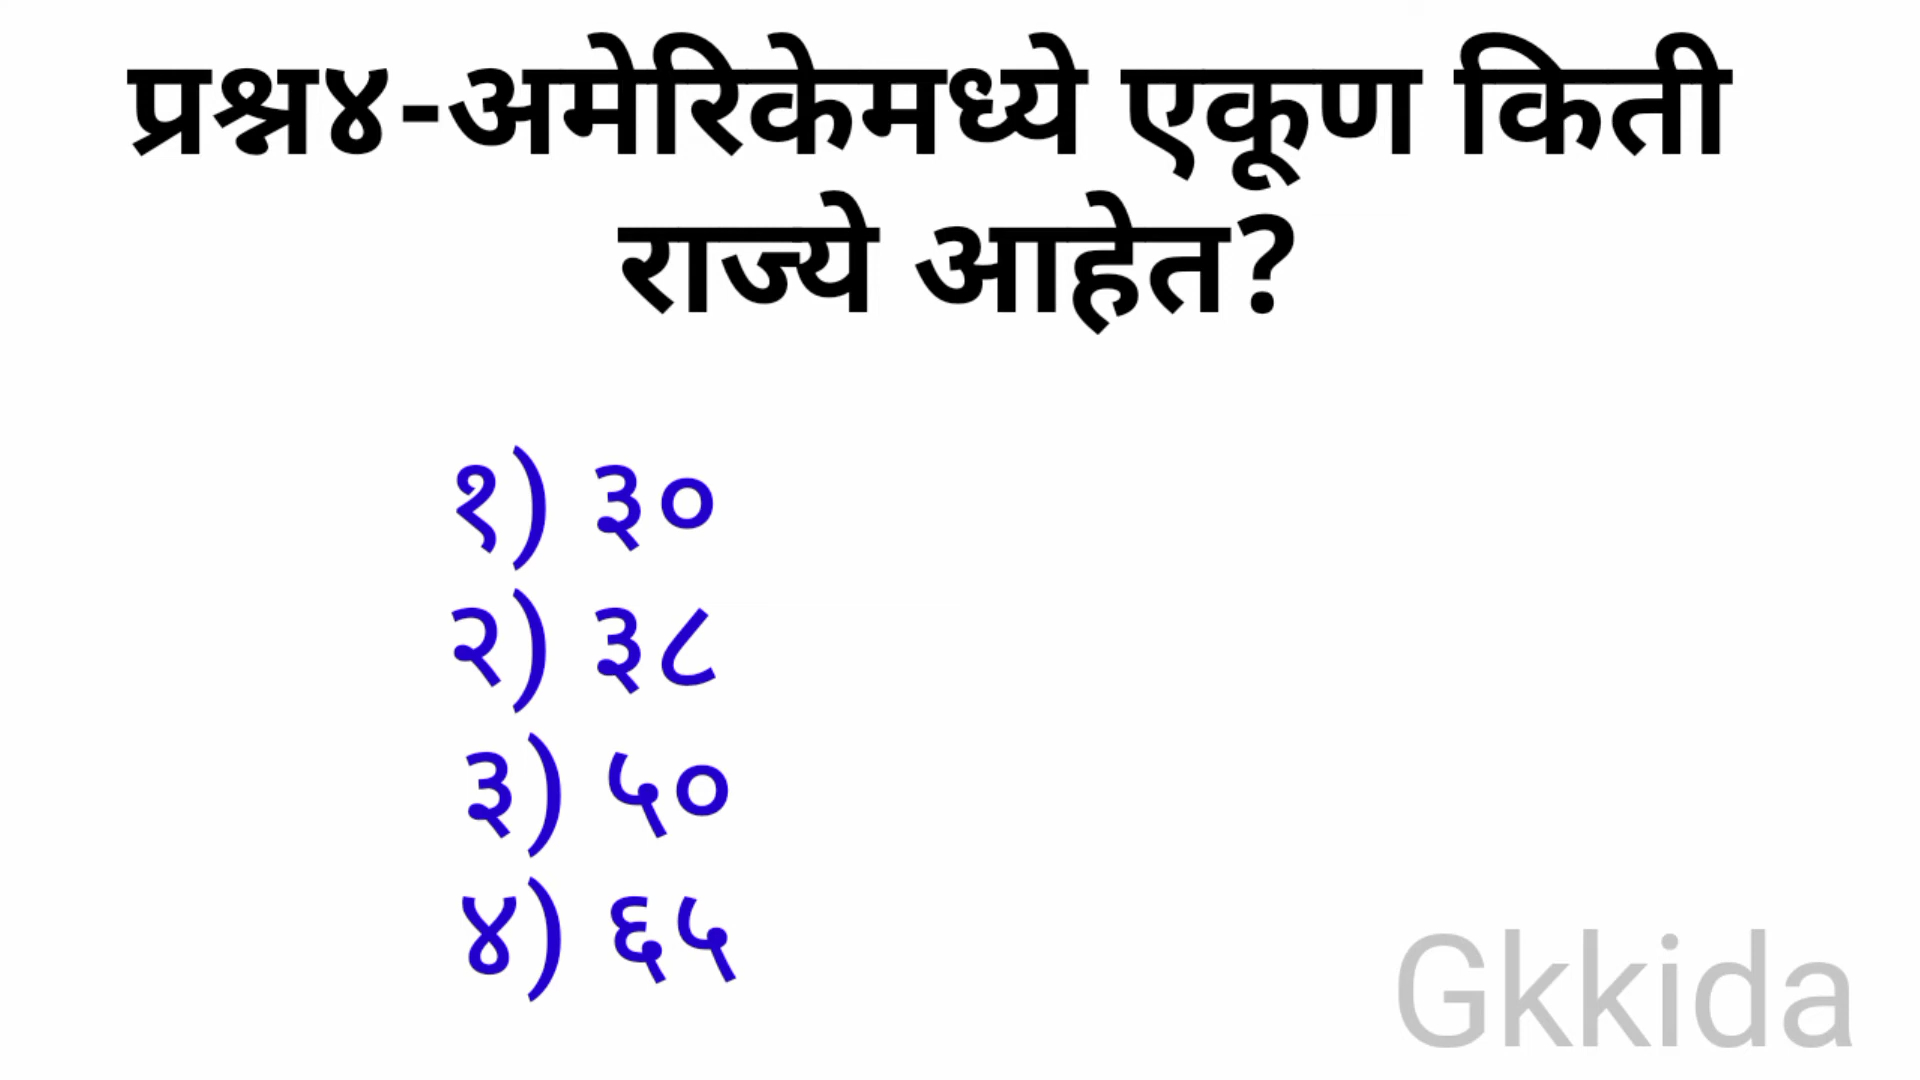 प्रश्न४-अमेरिकेमध्ये एकूण किती
राज्ये आहेत?
१) ३०
२) ३८
३) ५०
४) ६५
Gkkida